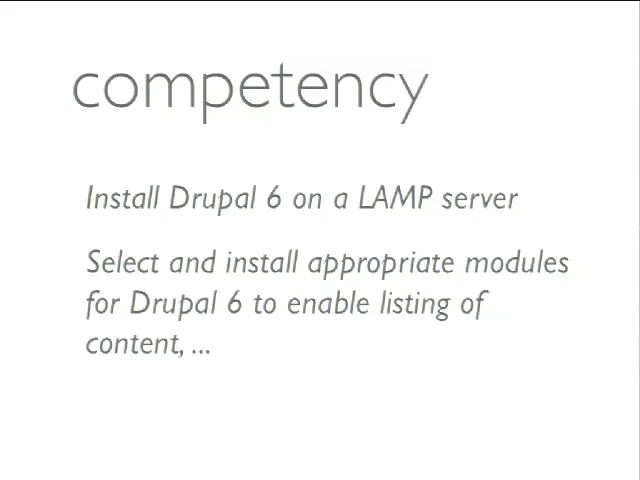 competency
Install Drupal 6 on a LAMP server
Select and install appropriate modules
for Drupal 6 to enable listing of
content, ...